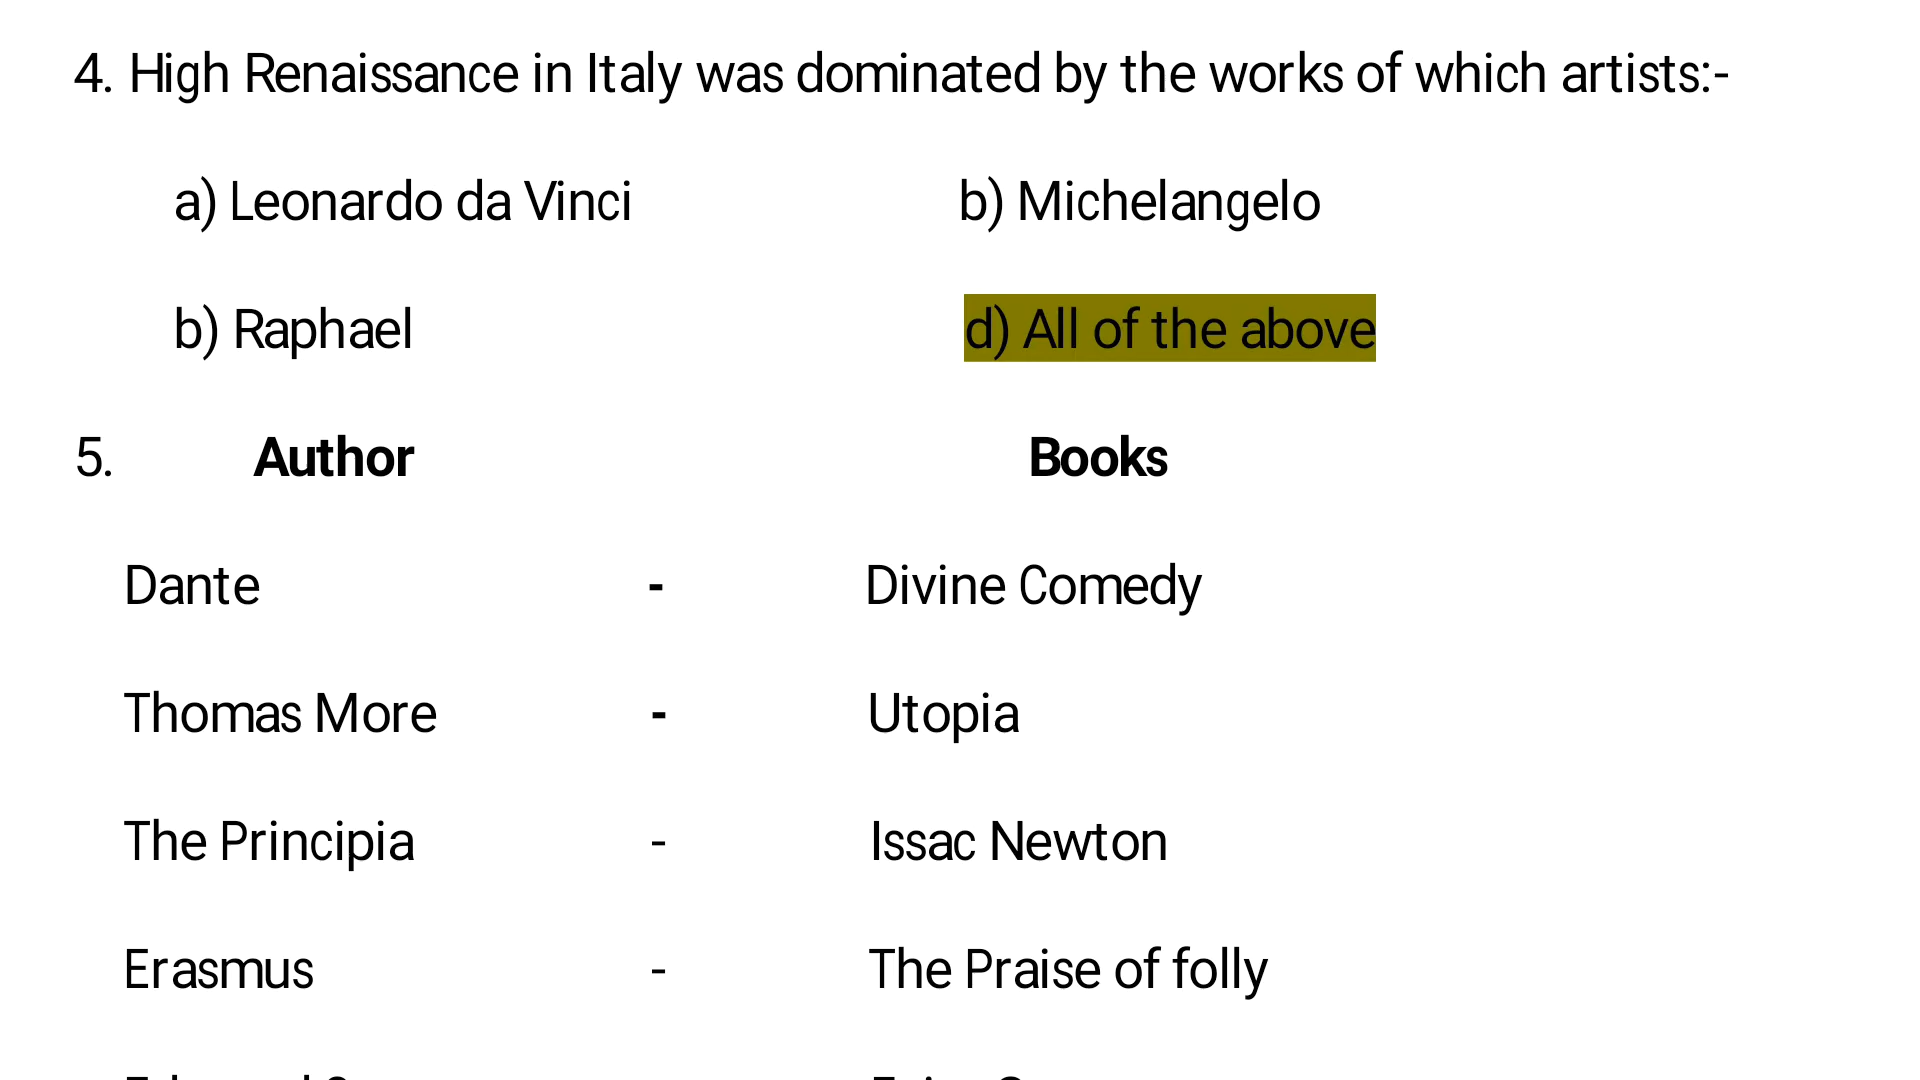 4. High Renaissance in Italy was dominated by the works of which artists:-
a) Leonardo da Vinci b) Michelangelo
b) Raphael d) All of the above
5. Author Books
Dante - Divine Comedy
Thomas More - Utopia
The Principia - Issac Newton
Erasmus - The Praise of folly